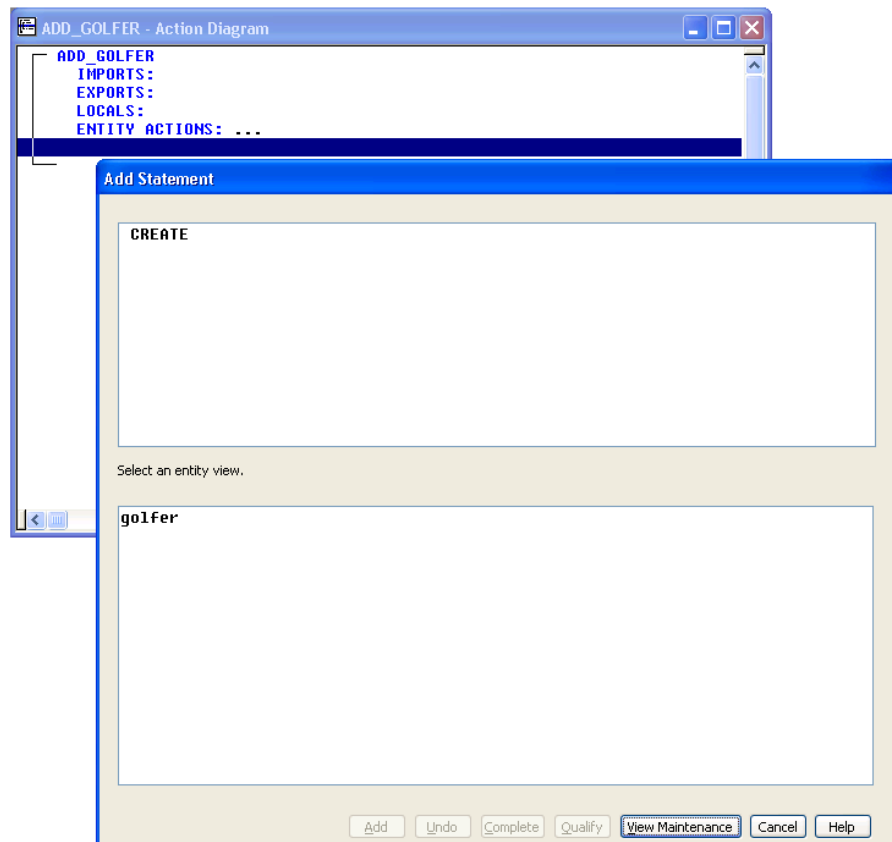 ADD_GOLFER - Action Diagram
ADD_GOLFER
IMPORTS:
EXPORTS:
LOCALS:
ENTITY ACTIONS: ...
Add Statement
CREATE
Select an entity view.
golfer
Add Undo Complete Qualify View Maintenance Cancel Help